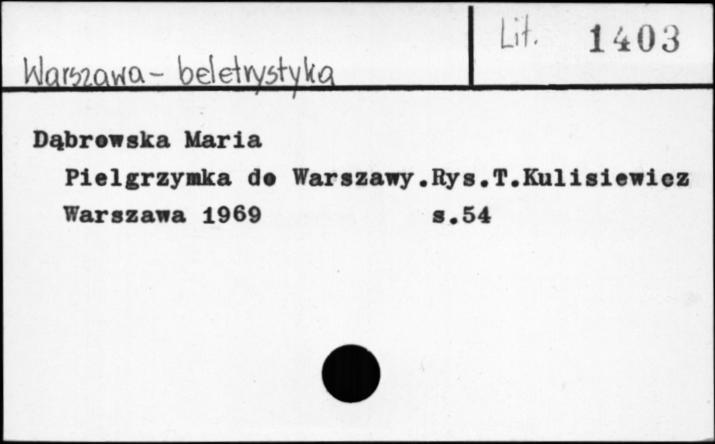 Lit. 1403
Warszawa - beletrystyka
Dąbrowska Maria
Pielgrzymka do Warszawy.Rys.T.Kulisiewicz
Warszawa 1969 s.54